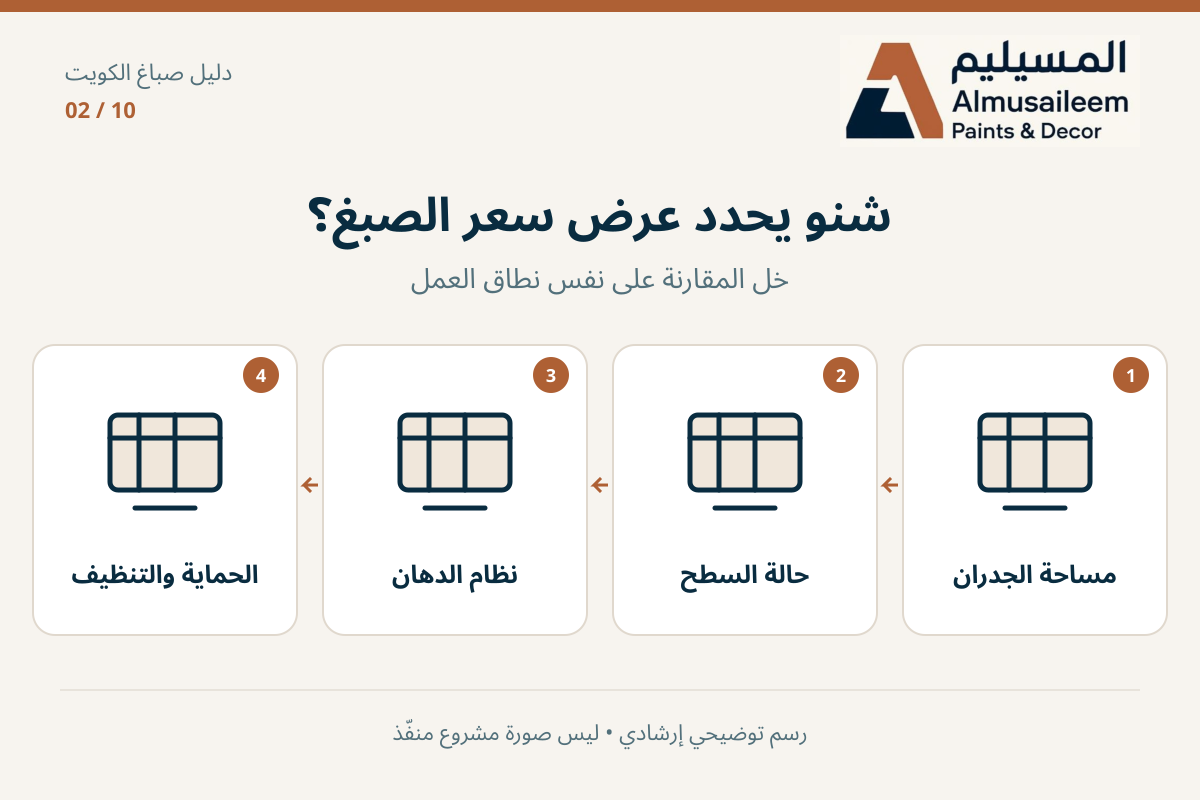 المسيليم
Almusaileem
Paints & Decor
دليل صباغ الكويت
02 / 10
شنو يحدد عرض سعر الصبغ؟
خل المقارنة على نفس نطاق العمل
1
مساحة الجدران
2
حالة السطح
3
نظام الدهان
4
الحماية والتنظيف
رسم توضيحي إرشادي • ليس صورة مشروع منفّذ